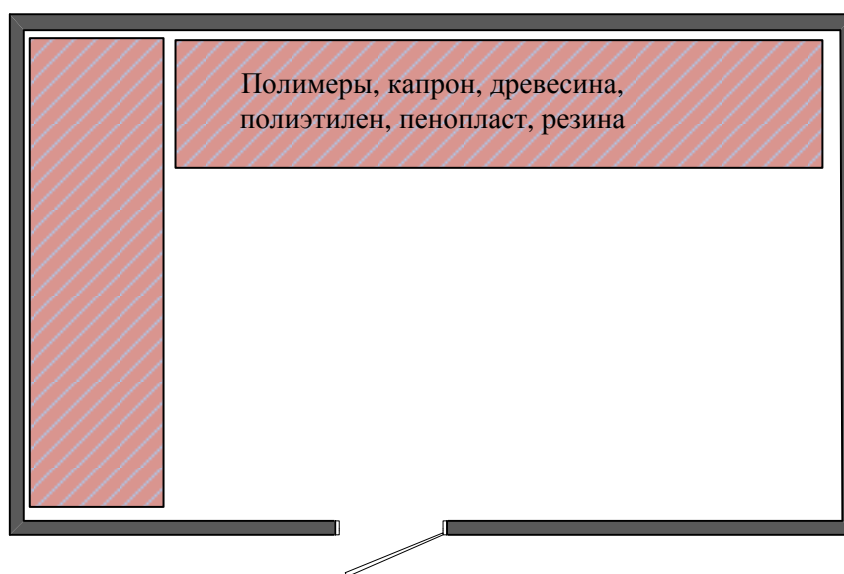 Полимеры, капрон, древесина,
полиэтилен, пенопласт, резина